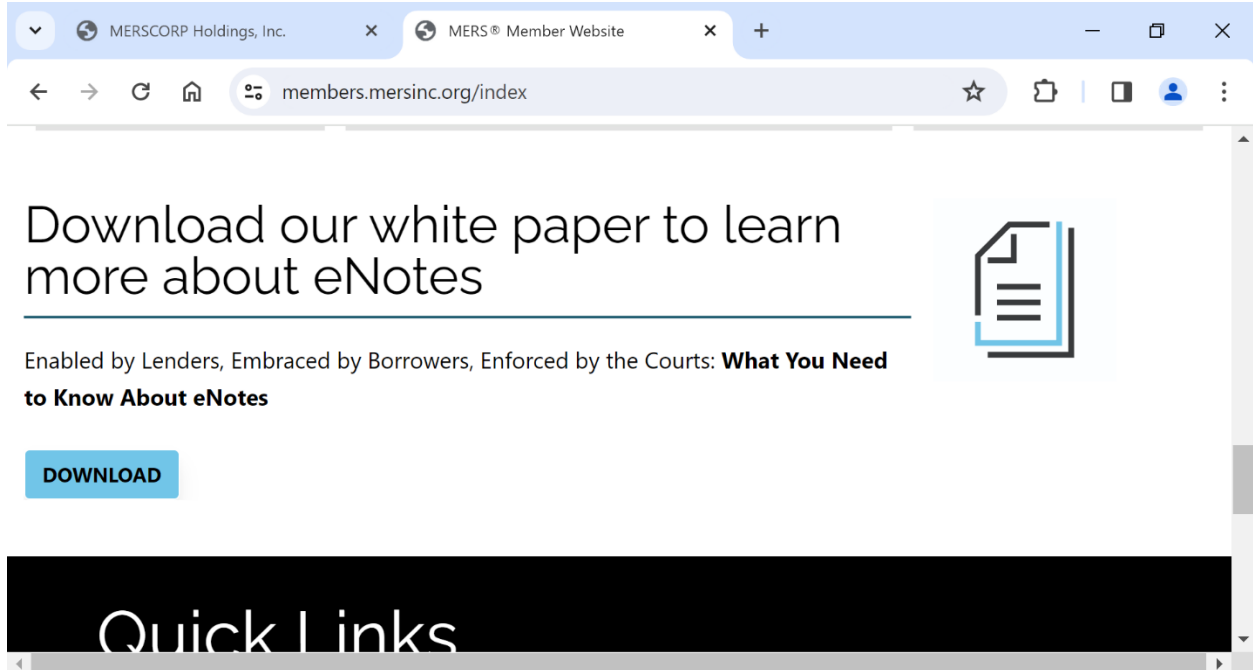 MERSCORP Holdings, Inc.
MERS® Member Website
members.mersinc.org/index
Download our white paper to learn
more about eNotes
Enabled by Lenders, Embraced by Borrowers, Enforced by the Courts: What You Need
to Know About eNotes
DOWNLOAD
Quick Links